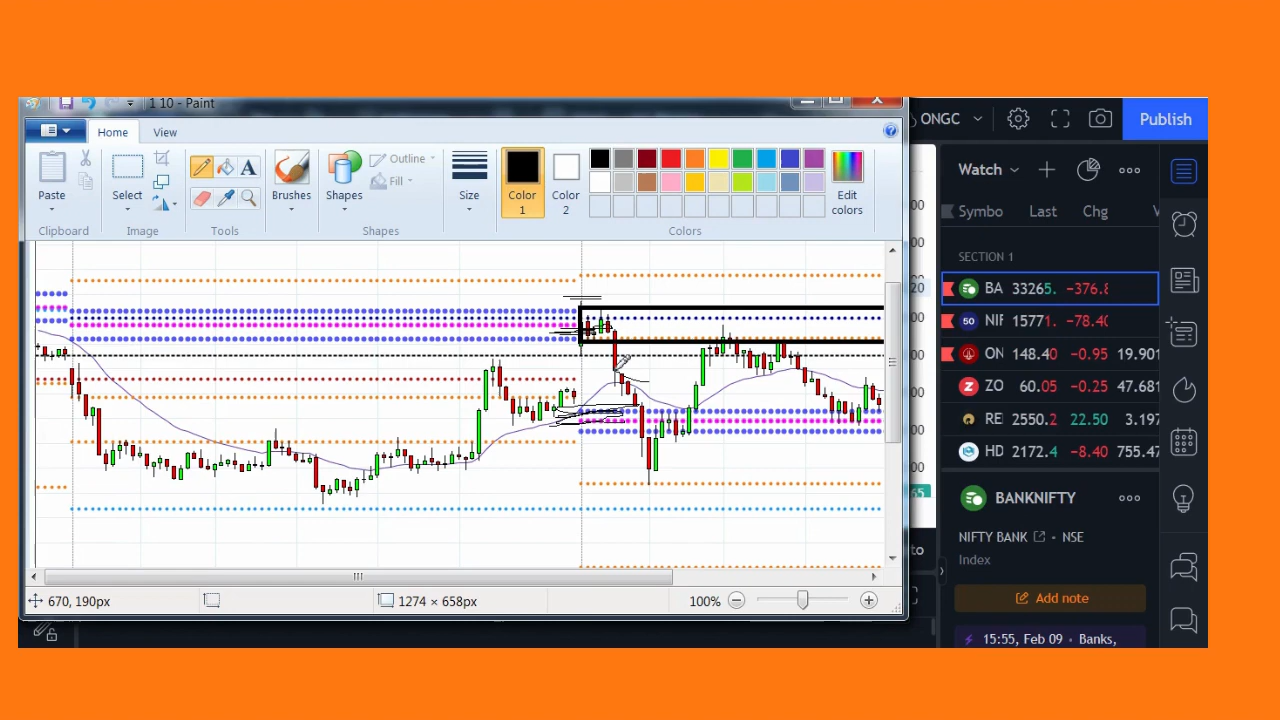 1 10 - Paint
ONGC
Publish
Home
View
Paste
Select
A
Brushes
Shapes
Outline
Fill
Size
Color
1
Color
2
Edit
colors
Clipboard
Image
Tools
Shapes
Colors
Watch
Symbo Last Chg
SECTION 1
BA 33265. −376.8
50 NIF 15771. −78.40
ON 148.40 −0.95 19.901
ZO 60.05 −0.25 47.681
REI 2550.2 22.50 3.197
HD 2172.4 −8.40 755.47
BANKNIFTY
NIFTY BANK • NSE
Index
Add note
15:55, Feb 09 • Banks,
670, 190px
1274 × 658px
100%